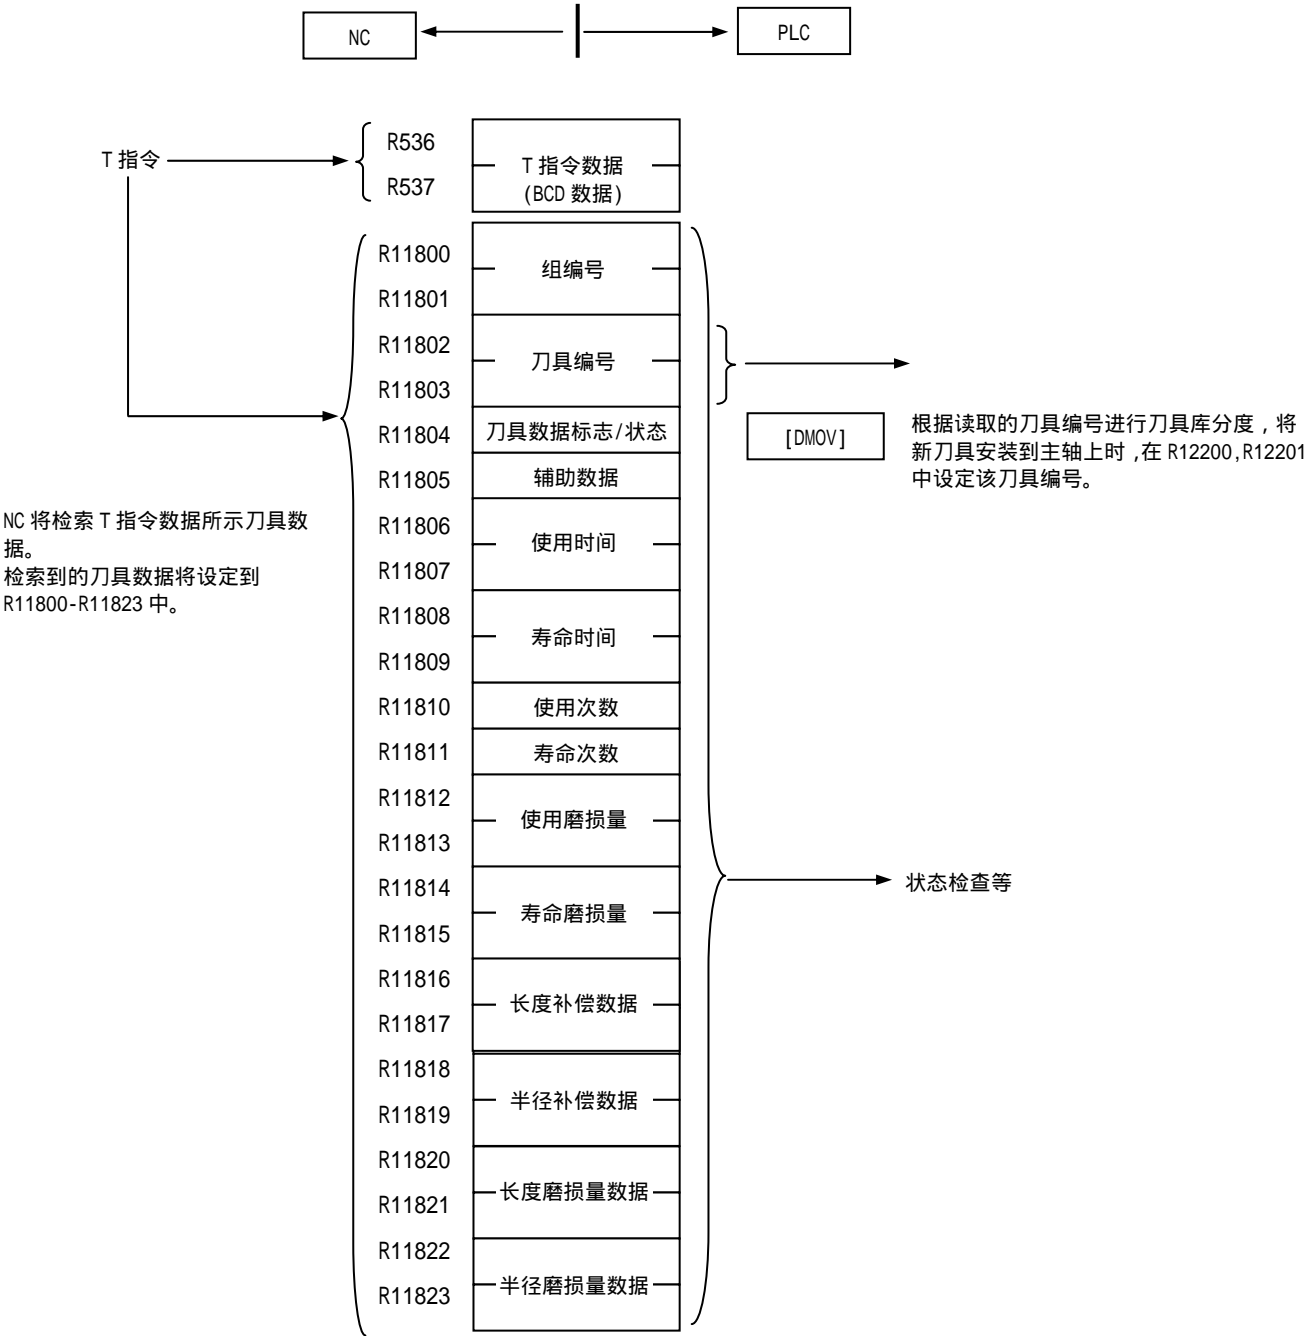 NC
PLC
T 指令
R536
R537
T 指令数据
(BCD 数据)
R11800
R11801
组编号
R11802
R11803
刀具编号
R11804
刀具数据标志/状态
R11805
辅助数据
R11806
R11807
使用时间
R11808
R11809
寿命时间
R11810
使用次数
R11811
寿命次数
R11812
R11813
使用磨损量
R11814
R11815
寿命磨损量
R11816
R11817
长度补偿数据
R11818
R11819
半径补偿数据
R11820
R11821
长度磨损量数据
R11822
R11823
半径磨损量数据
NC 将检索 T 指令数据所示刀具数
据。
检索到的刀具数据将设定到
R11800-R11823 中。
[DMOV]
根据读取的刀具编号进行刀具库分度，将
新刀具安装到主轴上时,在 R12200,R12201
中设定该刀具编号。
状态检查等